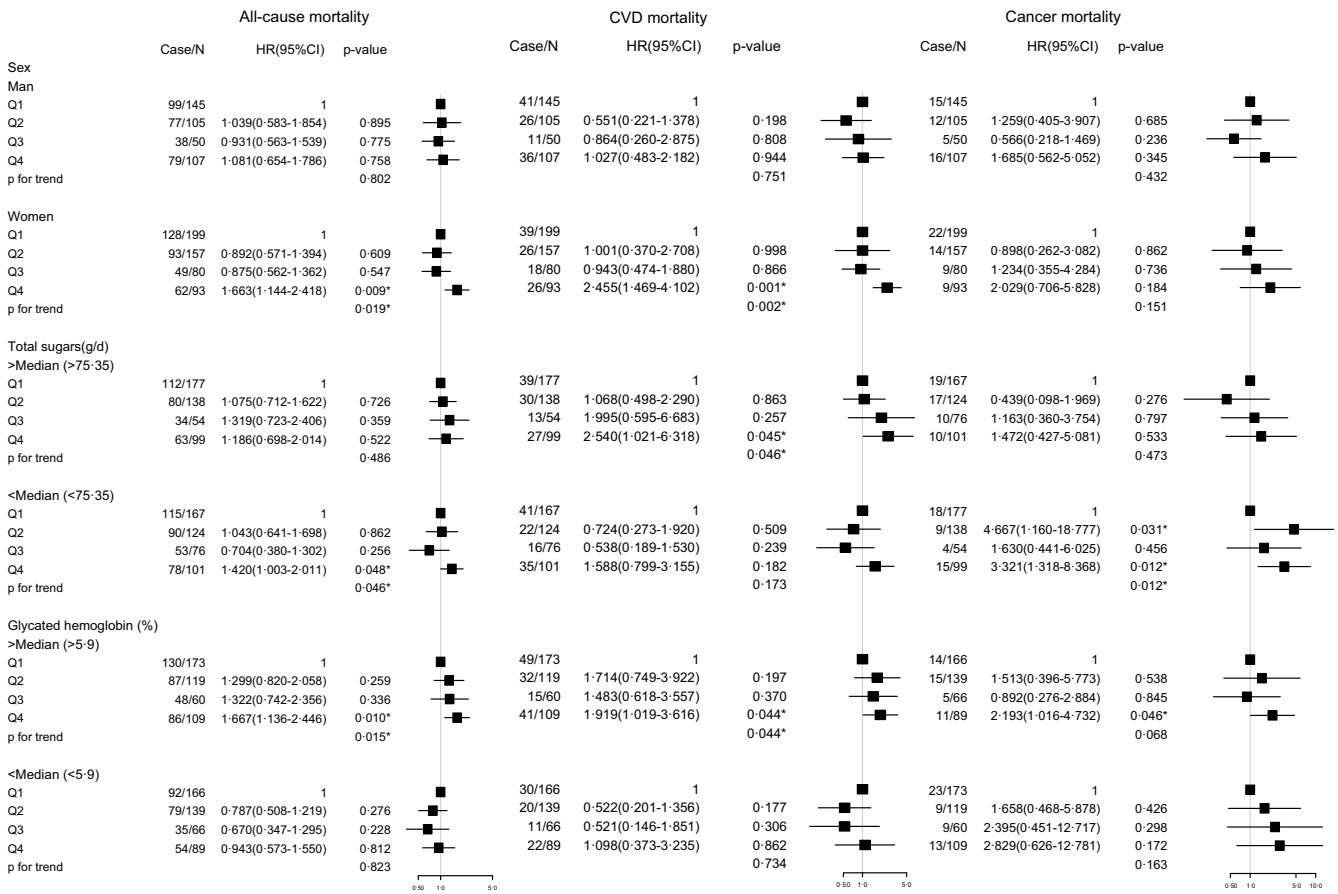 All-cause mortality CVD mortality Cancer mortality
Case/N HR(95%CI) p-value Case/N HR(95%CI) p-value Case/N HR(95%CI) p-value
Sex
Man
Q1 99/145 1 41/145 1 15/145 1
Q2 77/105 1·039(0·583-1·854) 0·895 26/105 0·551(0·221-1·378) 0·198 12/105 1·259(0·405-3·907) 0·685
Q3 38/50 0·931(0·563-1·539) 0·775 11/50 0·864(0·260-2·875) 0·808 5/50 0·566(0·218-1·469) 0·236
Q4 79/107 1·081(0·654-1·786) 0·758 36/107 1·027(0·483-2·182) 0·944 16/107 1·685(0·562-5·052) 0·345
p for trend 0·802 0·751 0·432
Women
Q1 128/199 1 39/199 1 22/199 1
Q2 93/157 0·892(0·571-1·394) 0·609 26/157 1·001(0·370-2·708) 0·998 14/157 0·898(0·262-3·082) 0·862
Q3 49/80 0·875(0·562-1·362) 0·547 18/80 0·943(0·474-1·880) 0·866 9/80 1·234(0·355-4·284) 0·736
Q4 62/93 1·663(1·144-2·418) 0·009* 26/93 2·455(1·469-4·102) 0·001* 9/93 2·029(0·706-5·828) 0·184
p for trend 0·019* 0·002* 0·151
Total sugars(g/d)
>Median (>75·35)
Q1 112/177 1 39/177 1 19/167 1
Q2 80/138 1·075(0·712-1·622) 0·726 30/138 1·068(0·498-2·290) 0·863 17/124 0·439(0·098-1·969) 0·276
Q3 34/54 1·319(0·723-2·406) 0·359 13/54 1·995(0·595-6·683) 0·257 10/76 1·163(0·360-3·754) 0·797
Q4 63/99 1·186(0·698-2·014) 0·522 27/99 2·540(1·021-6·318) 0·045* 10/101 1·472(0·427-5·081) 0·533
p for trend 0·486 0·046* 0·473
<Median (<75·35)
Q1 115/167 1 41/167 1 18/177 1
Q2 90/124 1·043(0·641-1·698) 0·862 22/124 0·724(0·273-1·920) 0·509 9/138 4·667(1·160-18·777) 0·031*
Q3 53/76 0·704(0·380-1·302) 0·256 16/76 0·538(0·189-1·530) 0·239 4/54 1·630(0·441-6·025) 0·456
Q4 78/101 1·420(1·003-2·011) 0·048* 35/101 1·588(0·799-3·155) 0·182 15/99 3·321(1·318-8·368) 0·012*
p for trend 0·046* 0·173 0·012*
Glycated hemoglobin (%)
>Median (>5·9)
Q1 130/173 1 49/173 1 14/166 1
Q2 87/119 1·299(0·820-2·058) 0·259 32/119 1·714(0·749-3·922) 0·197 15/139 1·513(0·396-5·773) 0·538
Q3 48/60 1·322(0·742-2·356) 0·336 15/60 1·483(0·618-3·557) 0·370 5/66 0·892(0·276-2·884) 0·845
Q4 86/109 1·667(1·136-2·446) 0·010* 41/109 1·919(1·019-3·616) 0·044* 11/89 2·193(1·016-4·732) 0·046*
p for trend 0·015* 0·044* 0·068
<Median (<5·9)
Q1 92/166 1 30/166 1 23/173 1
Q2 79/139 0·787(0·508-1·219) 0·276 20/139 0·522(0·201-1·356) 0·177 9/119 1·658(0·468-5·878) 0·426
Q3 35/66 0·670(0·347-1·295) 0·228 11/66 0·521(0·146-1·851) 0·306 9/60 2·395(0·451-12·717) 0·298
Q4 54/89 0·943(0·573-1·550) 0·812 22/89 1·098(0·373-3·235) 0·862 13/109 2·829(0·626-12·781) 0·172
p for trend 0·823 0·734 0·163
0·50 1·0 5·0 0·50 1·0 5·0 0·50 1·0 5·0 10·0